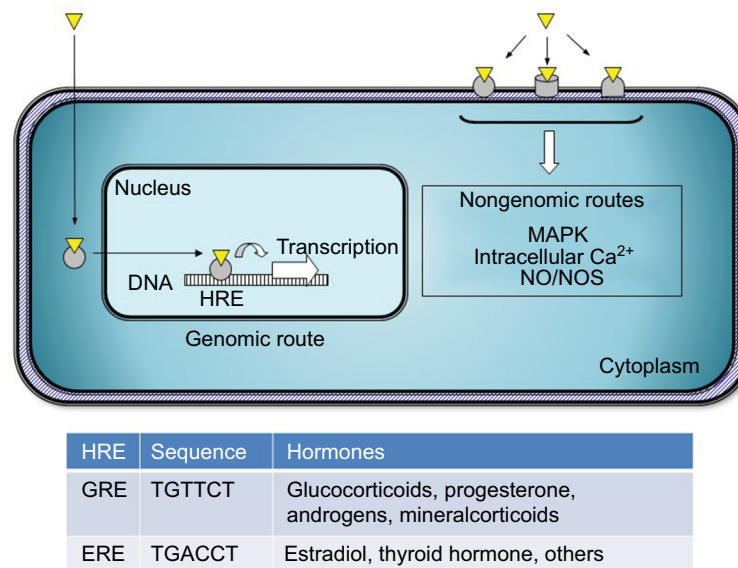 Nucleus
Transcription
DNA
HRE
Genomic route
Nongenomic routes
MAPK
Intracellular Ca²⁺
NO/NOS
Cytoplasm
HRE Sequence Hormones
GRE TGTTCT Glucocorticoids, progesterone,
androgens, mineralcorticoids
ERE TGACCT Estradiol, thyroid hormone, others